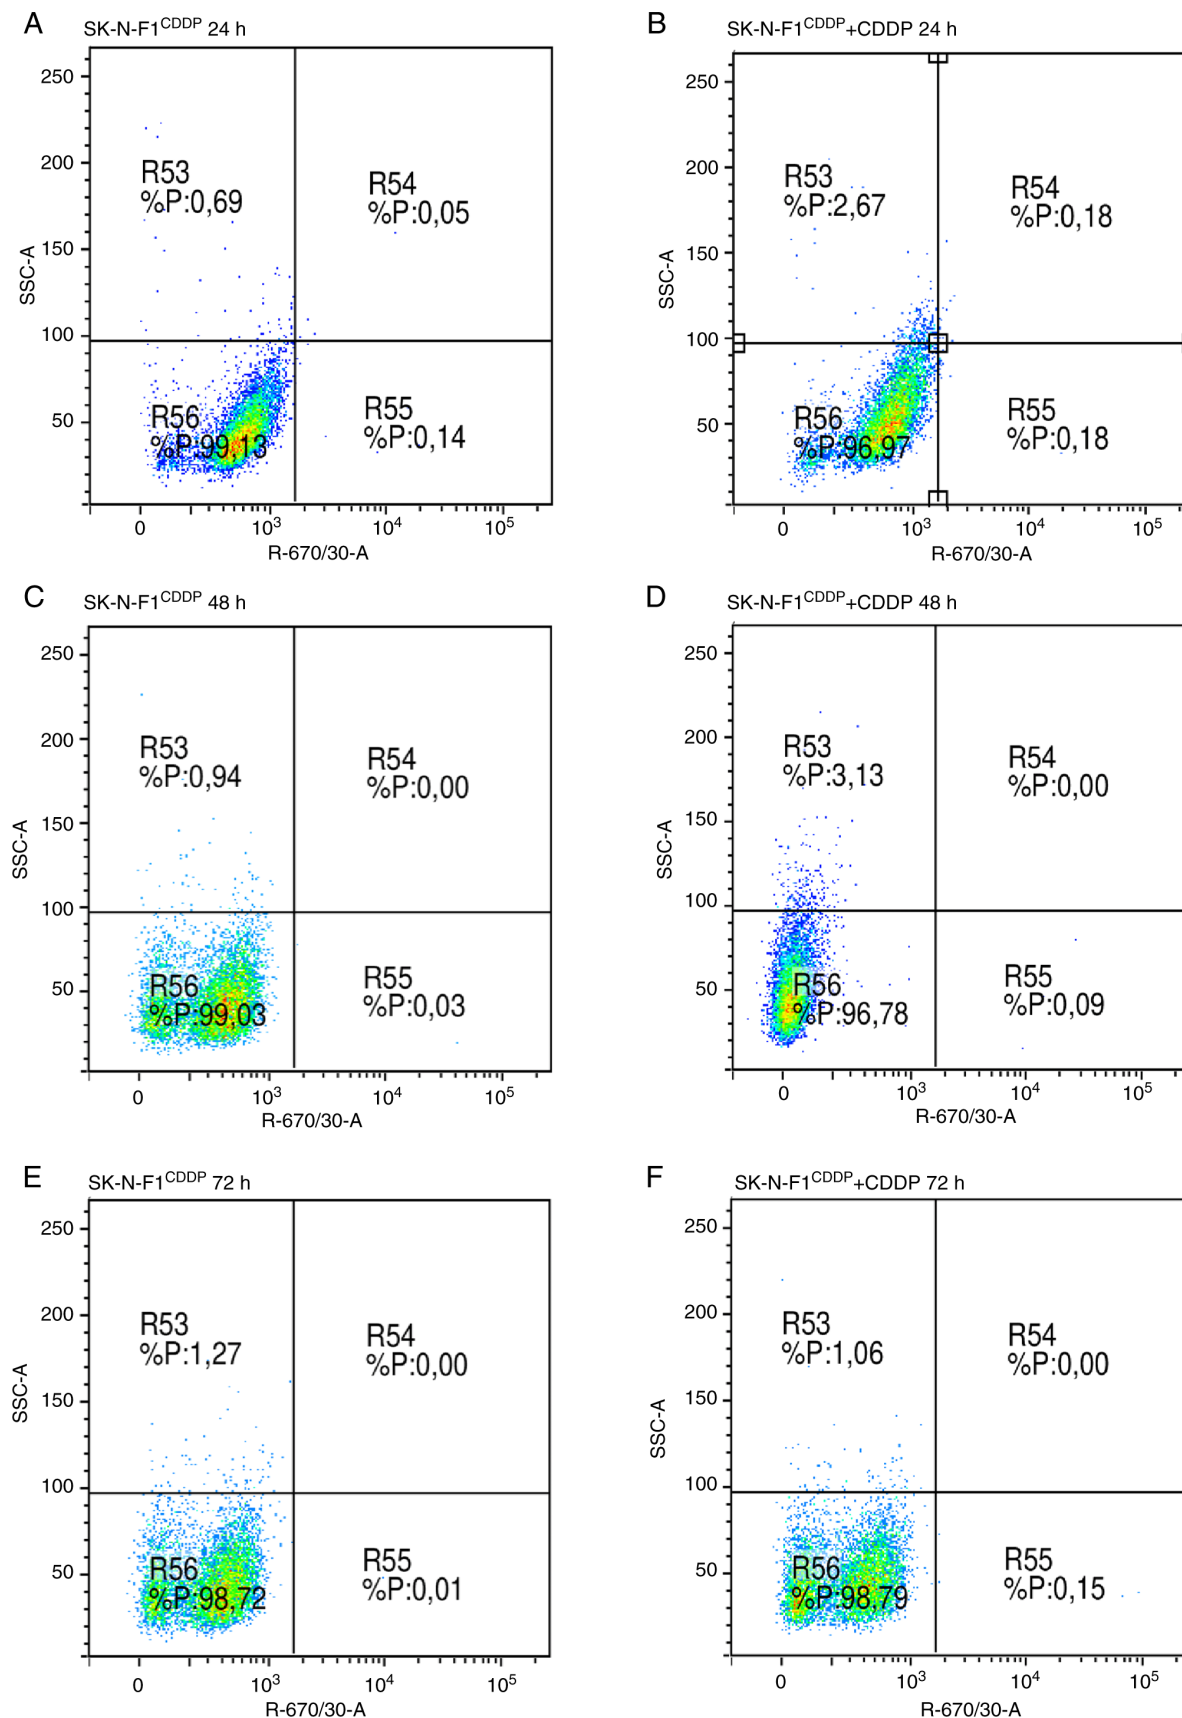 A
SK-N-F1CDDP 24 h
250
200
150
100
50
SSC-A
R53
%P:0,69
R54
%P:0,05
R56
%P:99,13
R55
%P:0,14
0
10³
10⁴
10⁵
R-670/30-A
B
SK-N-F1CDDP+CDDP 24 h
250
200
150
100
50
SSC-A
R53
%P:2,67
R54
%P:0,18
R56
%P:96,97
R55
%P:0,18
0
10³
10⁴
10⁵
R-670/30-A
C
SK-N-F1CDDP 48 h
250
200
150
100
50
SSC-A
R53
%P:0,94
R54
%P:0,00
R56
%P:99,03
R55
%P:0,03
0
10³
10⁴
10⁵
R-670/30-A
D
SK-N-F1CDDP+CDDP 48 h
250
200
150
100
50
SSC-A
R53
%P:3,13
R54
%P:0,00
R56
%P:96,78
R55
%P:0,09
0
10³
10⁴
10⁵
R-670/30-A
E
SK-N-F1CDDP 72 h
250
200
150
100
50
SSC-A
R53
%P:1,27
R54
%P:0,00
R56
%P:98,72
R55
%P:0,01
0
10³
10⁴
10⁵
R-670/30-A
F
SK-N-F1CDDP+CDDP 72 h
250
200
150
100
50
SSC-A
R53
%P:1,06
R54
%P:0,00
R56
%P:98,79
R55
%P:0,15
0
10³
10⁴
10⁵
R-670/30-A